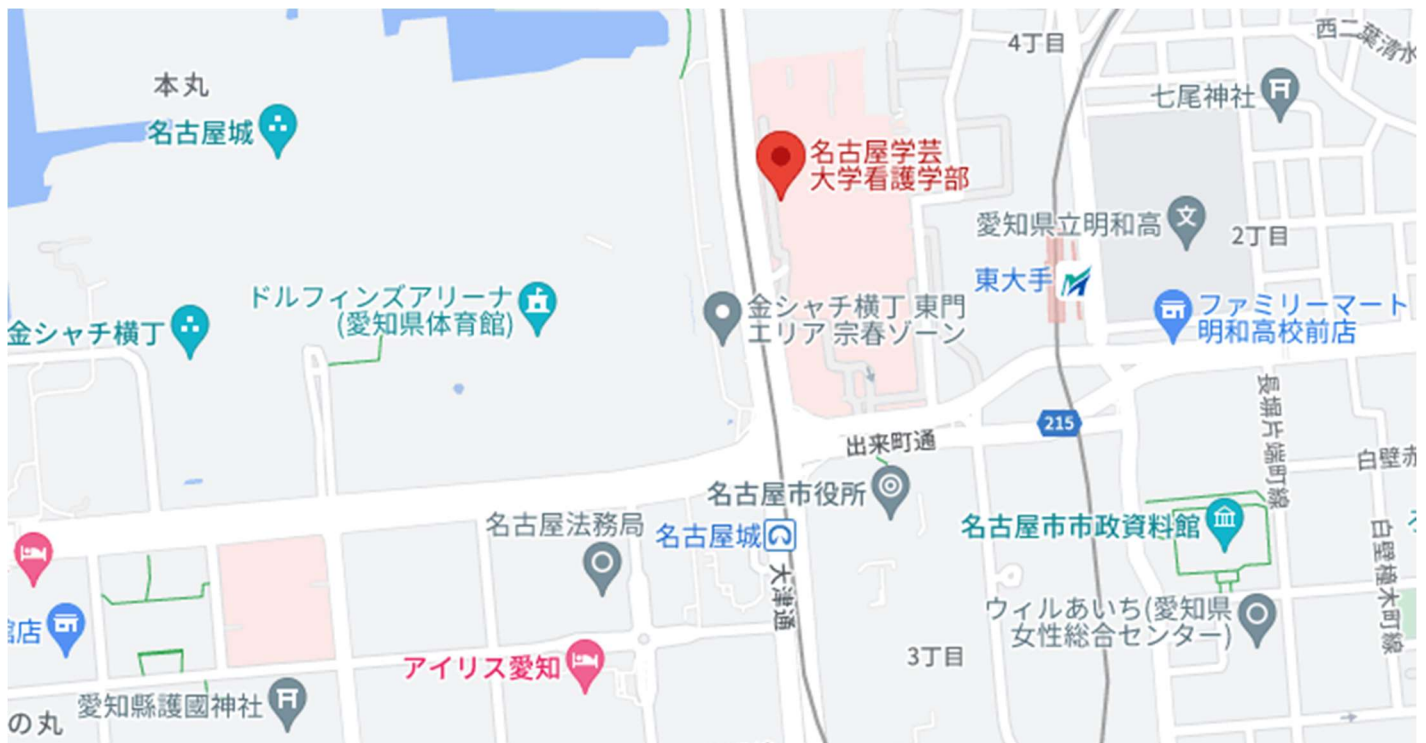 4丁目
西二葉清水
本丸
七尾神社
名古屋城
名古屋学芸
大学看護学部
愛知県立明和高
2丁目
東大手
ドルフィンズアリーナ
(愛知県体育館)
金シャチ横丁 東門
エリア 宗春ゾーン
ファミリーマート
明和高校前店
金シャチ横丁
長塀片端町線
215
出来町通
白壁赤
名古屋市役所
名古屋法務局
名古屋城
名古屋市市政資料館
白壁橦木町線
大津通
ウィルあいち(愛知県
女性総合センター)
館店
3丁目
アイリス愛知
愛知縣護國神社
の丸